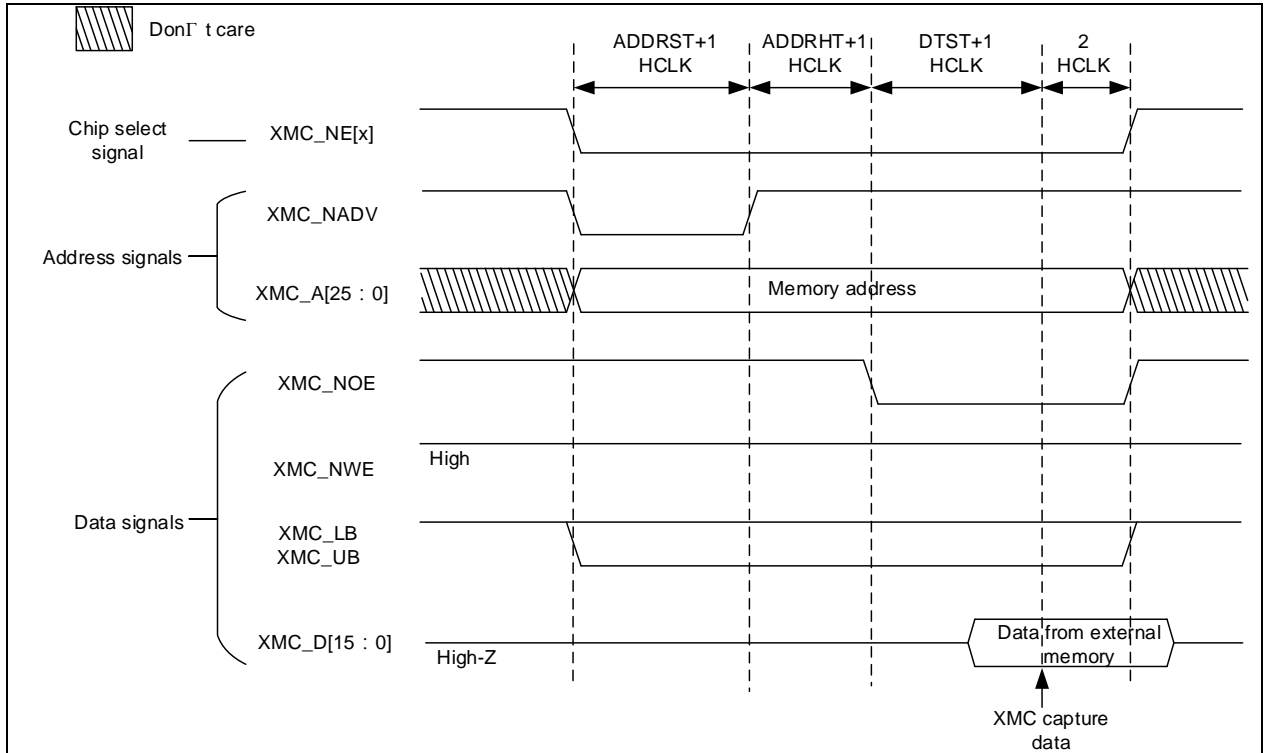 DonΓ t care
ADDRST+1
HCLK
ADDRHT+1
HCLK
DTST+1
HCLK
2
HCLK
Chip select
signal
XMC_NE[x]
XMC_NADV
Address signals
XMC_A[25 : 0]
Memory address
XMC_NOE
XMC_NWE
High
Data signals
XMC_LB
XMC_UB
XMC_D[15 : 0]
High-Z
Data from external
memory
XMC capture
data